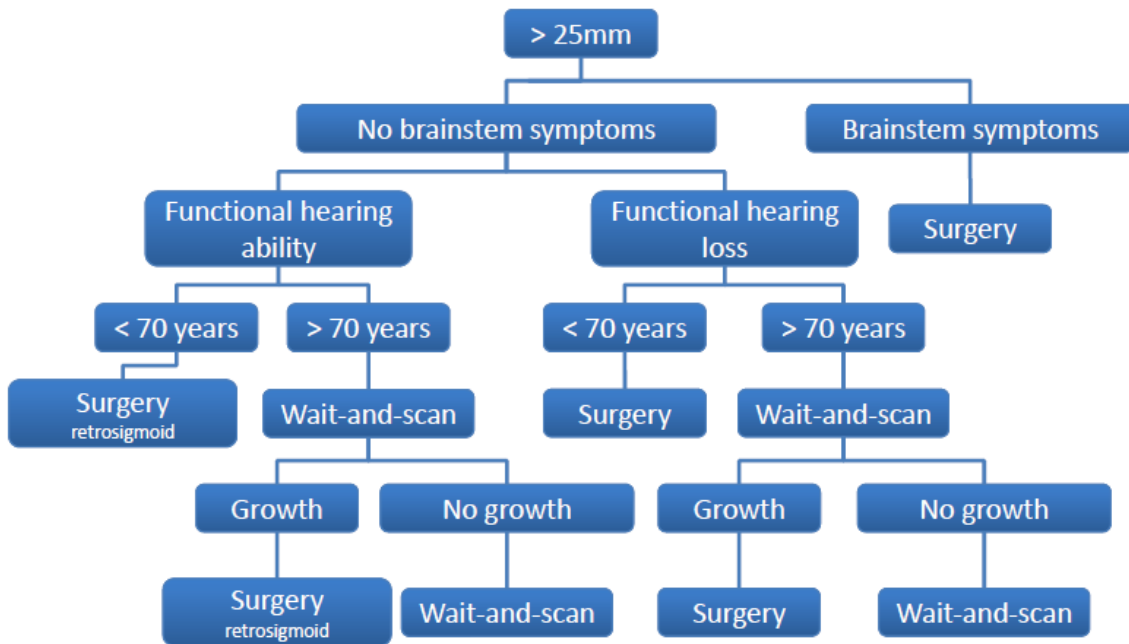 > 25mm
No brainstem symptoms
Brainstem symptoms
Functional hearing
ability
Functional hearing
loss
Surgery
< 70 years
> 70 years
< 70 years
> 70 years
Surgery
retrosigmoid
Wait-and-scan
Surgery
Wait-and-scan
Growth
No growth
Growth
No growth
Surgery
retrosigmoid
Wait-and-scan
Surgery
Wait-and-scan